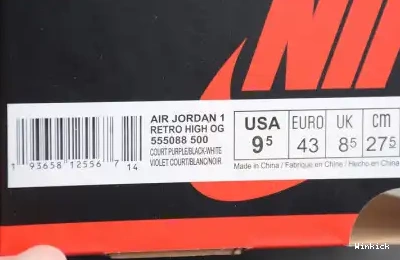 NIKE
AIR JORDAN 1
RETRO HIGH OG
555088 500
COURT PURPLE/BLACK-WHITE
VIOLET COURT/BLANC/NOIR
1 93658 12556 7 14
USA EURO UK cm
9 5 43 8 5 27 5
Made in China / Fabriqué en Chine / Hecho en China
Winkick